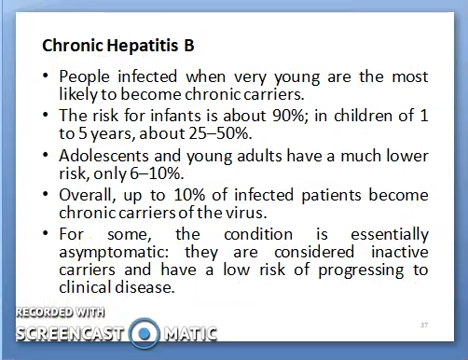 Chronic Hepatitis B
• People infected when very young are the most
likely to become chronic carriers.
• The risk for infants is about 90%; in children of 1
to 5 years, about 25–50%.
• Adolescents and young adults have a much lower
risk, only 6–10%.
• Overall, up to 10% of infected patients become
chronic carriers of the virus.
• For some, the condition is essentially
asymptomatic: they are considered inactive
carriers and have a low risk of progressing to
clinical disease.
RECORDED WITH
SCREENCAST MATIC
37